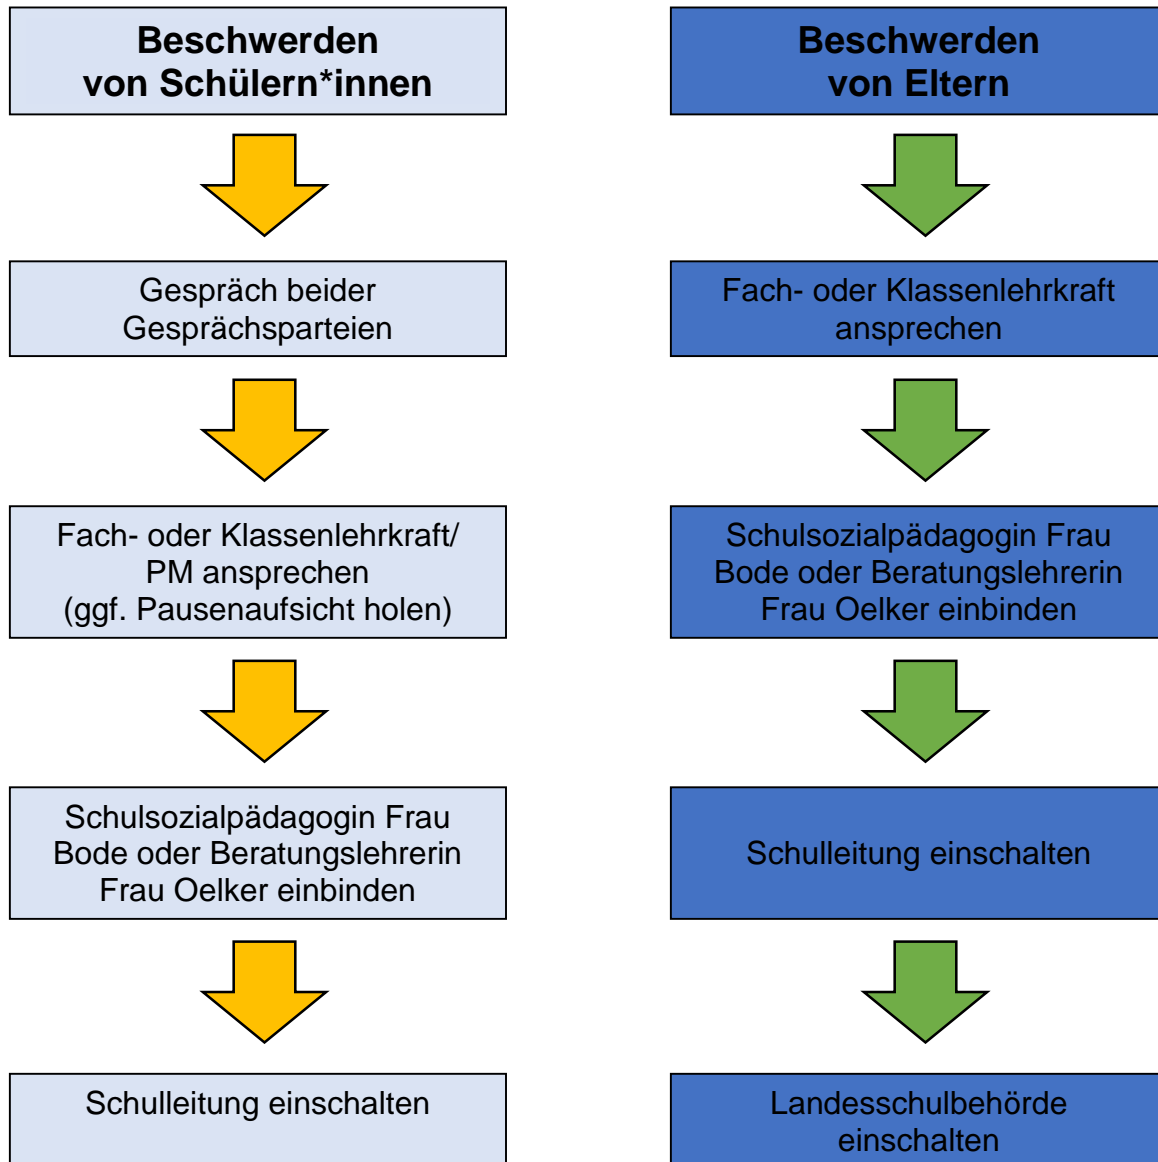 Beschwerden
von Schülern*innen
Gespräch beider
Gesprächsparteien
Fach- oder Klassenlehrkraft/
PM ansprechen
(ggf. Pausenaufsicht holen)
Schulsozialpädagogin Frau
Bode oder Beratungslehrerin
Frau Oelker einbinden
Schulleitung einschalten
Beschwerden
von Eltern
Fach- oder Klassenlehrkraft
ansprechen
Schulsozialpädagogin Frau
Bode oder Beratungslehrerin
Frau Oelker einbinden
Schulleitung einschalten
Landesschulbehörde
einschalten